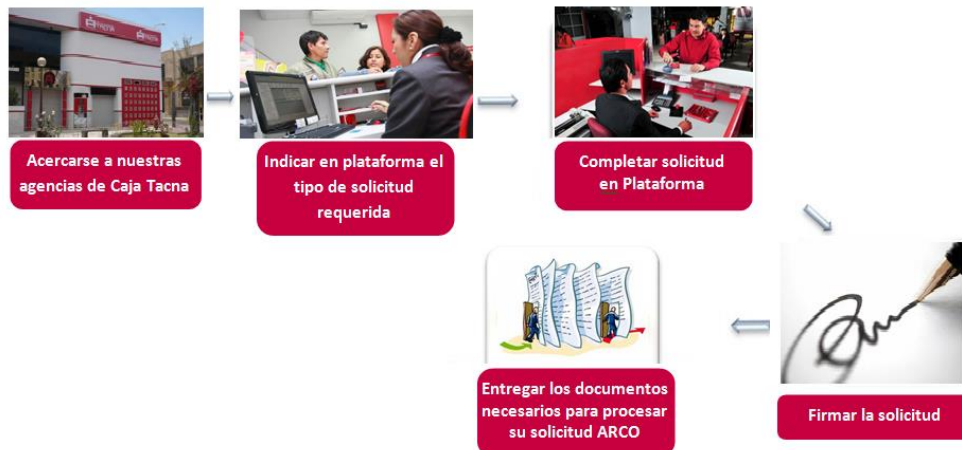 Acercarse a nuestras
agencias de Caja Tacna
Indicar en plataforma el
tipo de solicitud
requerida
Completar solicitud
en Plataforma
Firmar la solicitud
Entregar los documentos
necesarios para procesar
su solicitud ARCO